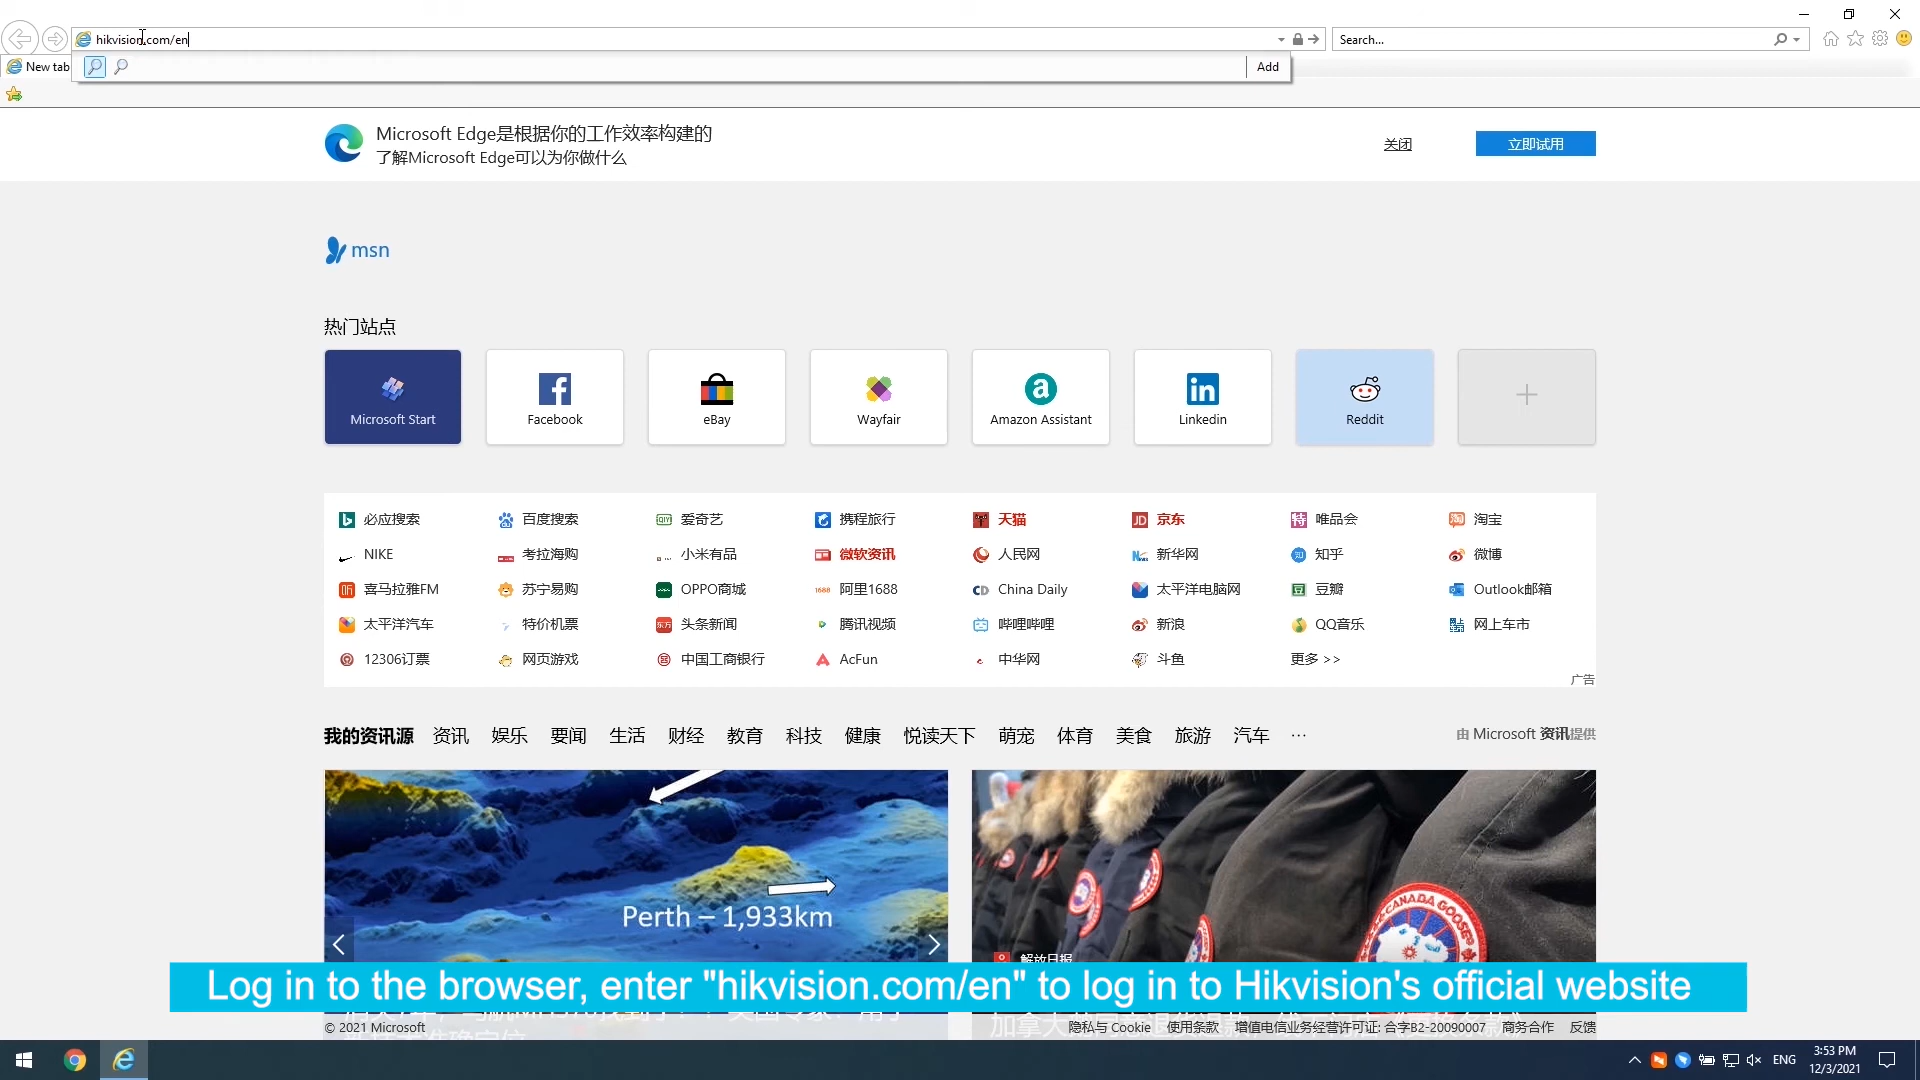 hikvision.com/en
Search...
New tab
Add
Microsoft Edge是根据你的工作效率构建的
了解Microsoft Edge可以为你做什么
关闭
立即试用
msn
热门站点
Microsoft Start
Facebook
eBay
Wayfair
Amazon Assistant
Linkedin
Reddit
必应搜索 百度搜索 爱奇艺 携程旅行 天猫 京东 唯品会 淘宝
NIKE 考拉海购 小米有品 微软资讯 人民网 新华网 知乎 微博
喜马拉雅FM 苏宁易购 OPPO商城 阿里1688 China Daily 太平洋电脑网 豆瓣 Outlook邮箱
太平洋汽车 特价机票 头条新闻 腾讯视频 哔哩哔哩 新浪 QQ音乐 网上车市
12306订票 网页游戏 中国工商银行 AcFun 中华网 斗鱼 更多 >>
广告
我的资讯源 资讯 娱乐 要闻 生活 财经 教育 科技 健康 悦读天下 萌宠 体育 美食 旅游 汽车 ···
由 Microsoft 资讯提供
Perth – 1,933km
CANADA GOOSE
解放日报
Log in to the browser, enter "hikvision.com/en" to log in to Hikvision's official website
© 2021 Microsoft
隐私与 Cookie 使用条款 增值电信业务经营许可证: 合字B2-20090007 商务合作 反馈
ENG
3:53 PM
12/3/2021